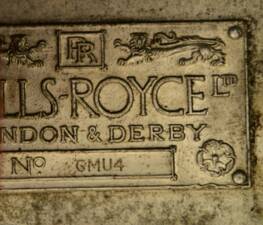 RR
LLS-ROYCE LTD
NDON & DERBY
No GMU4